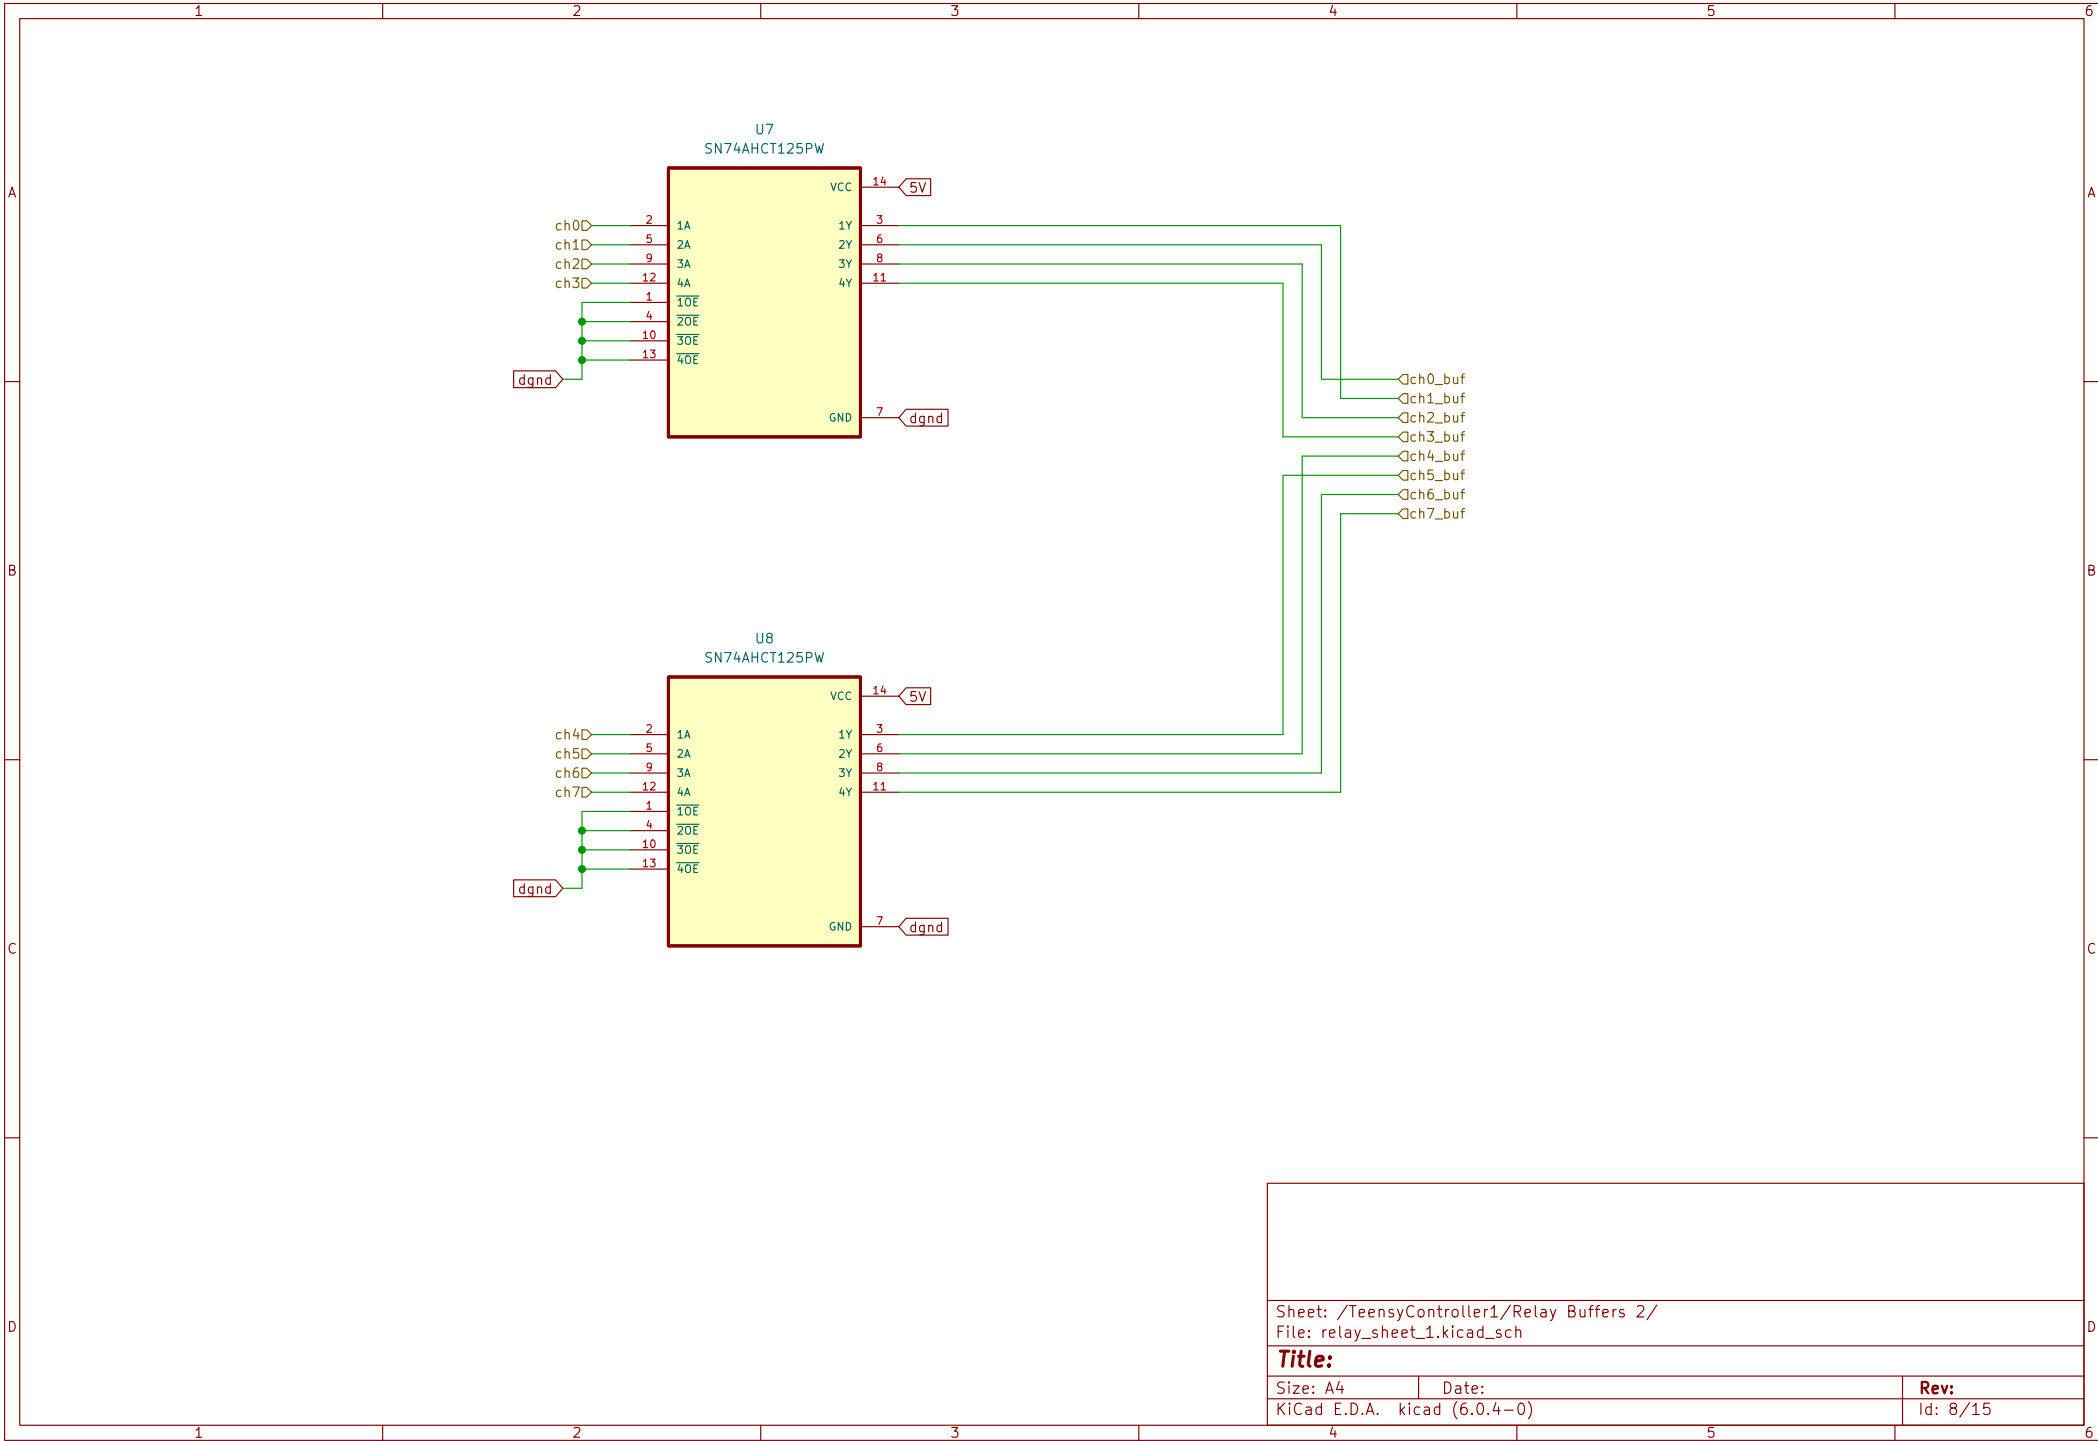 1 2 3 4 5 6
U7
SN74AHCT125PW
VCC 14 5V
A A
ch0 2 1A 1Y 3
ch1 5 2A 2Y 6
ch2 9 3A 3Y 8
ch3 12 4A 4Y 11
1 1OE
4 2OE
10 3OE
13 4OE
dgnd ch0_buf
ch1_buf
GND 7 dgnd ch2_buf
ch3_buf
ch4_buf
ch5_buf
ch6_buf
ch7_buf
B B
U8
SN74AHCT125PW
VCC 14 5V
ch4 2 1A 1Y 3
ch5 5 2A 2Y 6
ch6 9 3A 3Y 8
ch7 12 4A 4Y 11
1 1OE
4 2OE
10 3OE
13 4OE
dgnd
GND 7 dgnd
C C
Sheet: /TeensyController1/Relay Buffers 2/
D D
File: relay_sheet_1.kicad_sch
Title:
Size: A4 Date: Rev:
KiCad E.D.A. kicad (6.0.4-0) Id: 8/15
1 2 3 4 5 6